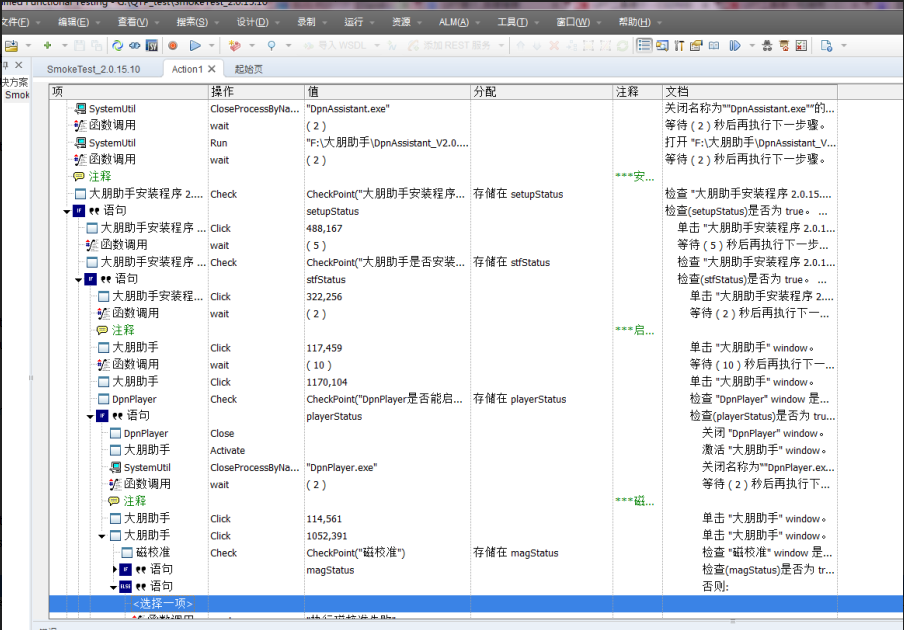 ified Functional Testing - G:\QTP_test\SmokeTest_2.0.15.10
文件(F) 编辑(E) 查看(V) 搜索(S) 设计(D) 录制 运行 资源 ALM(A) 工具(T) 窗口(W) 帮助(H)
导入 WSDL 添加 REST 服务
SmokeTest_2.0.15.10 Action1 起始页
决方案
Smok
项 操作 值 分配 注释 文档
SystemUtil CloseProcessByNa... "DpnAssistant.exe" 关闭名称为""DpnAssistant.exe""的...
函数调用 wait ( 2 ) 等待 ( 2 ) 秒后再执行下一步骤。
SystemUtil Run "F:\大朋助手\DpnAssistant_V2.0.... 打开 "F:\大朋助手\DpnAssistant_V...
函数调用 wait ( 2 ) 等待 ( 2 ) 秒后再执行下一步骤。
注释 ***安...
大朋助手安装程序 2.... Check CheckPoint("大朋助手安装程序... 存储在 setupStatus 检查 "大朋助手安装程序 2.0.15....
IF 语句 setupStatus 检查(setupStatus)是否为 true。 ...
大朋助手安装程序 ... Click 488,167 单击 "大朋助手安装程序 2.0.1...
函数调用 wait ( 5 ) 等待 ( 5 ) 秒后再执行下一步...
大朋助手安装程序 ... Check CheckPoint("大朋助手是否安装... 存储在 stfStatus 检查 "大朋助手安装程序 2.0.1...
IF 语句 stfStatus 检查(stfStatus)是否为 true。 ...
大朋助手安装程... Click 322,256 单击 "大朋助手安装程序 2....
函数调用 wait ( 2 ) 等待 ( 2 ) 秒后再执行下一...
注释 ***启...
大朋助手 Click 117,459 单击 "大朋助手" window。
函数调用 wait ( 10 ) 等待 ( 10 ) 秒后再执行下一...
大朋助手 Click 1170,104 单击 "大朋助手" window。
DpnPlayer Check CheckPoint("DpnPlayer是否能启... 存储在 playerStatus 检查 "DpnPlayer" window 是...
IF 语句 playerStatus 检查(playerStatus)是否为 tru...
DpnPlayer Close 关闭 "DpnPlayer" window。
大朋助手 Activate 激活 "大朋助手" window。
SystemUtil CloseProcessByNa... "DpnPlayer.exe" 关闭名称为""DpnPlayer.ex...
函数调用 wait ( 2 ) 等待 ( 2 ) 秒后再执行下...
注释 ***磁...
大朋助手 Click 114,561 单击 "大朋助手" window。
大朋助手 Click 1052,391 单击 "大朋助手" window。
磁校准 Check CheckPoint("磁校准") 存储在 magStatus 检查 "磁校准" window 是...
IF 语句 magStatus 检查(magStatus)是否为 tr...
ELSE 语句 否则:
<选择一项>
函数调用 "执行磁校准失败"